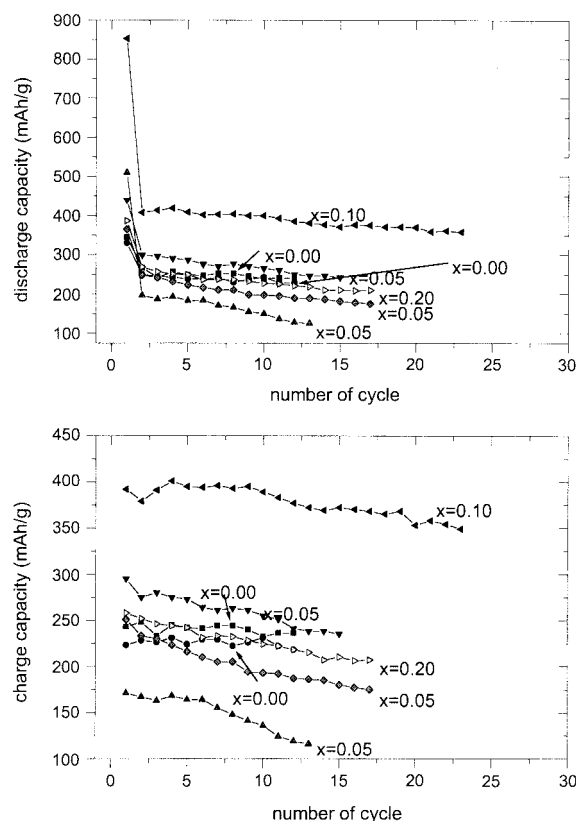 900
800
700
500
400
300
200
100
discharge capacity (mAh/g)
x=0.10
x=0.00
x=0.00
x=0.05
x=0.20
x=0.05
x=0.05
0 5 10 15 20 25 30
number of cycle
450
400
350
300
250
200
150
100
charge capacity (mAh/g)
x=0.10
x=0.00
x=0.05
x=0.20
x=0.00
x=0.05
x=0.05
0 5 10 15 20 25 30
number of cycle